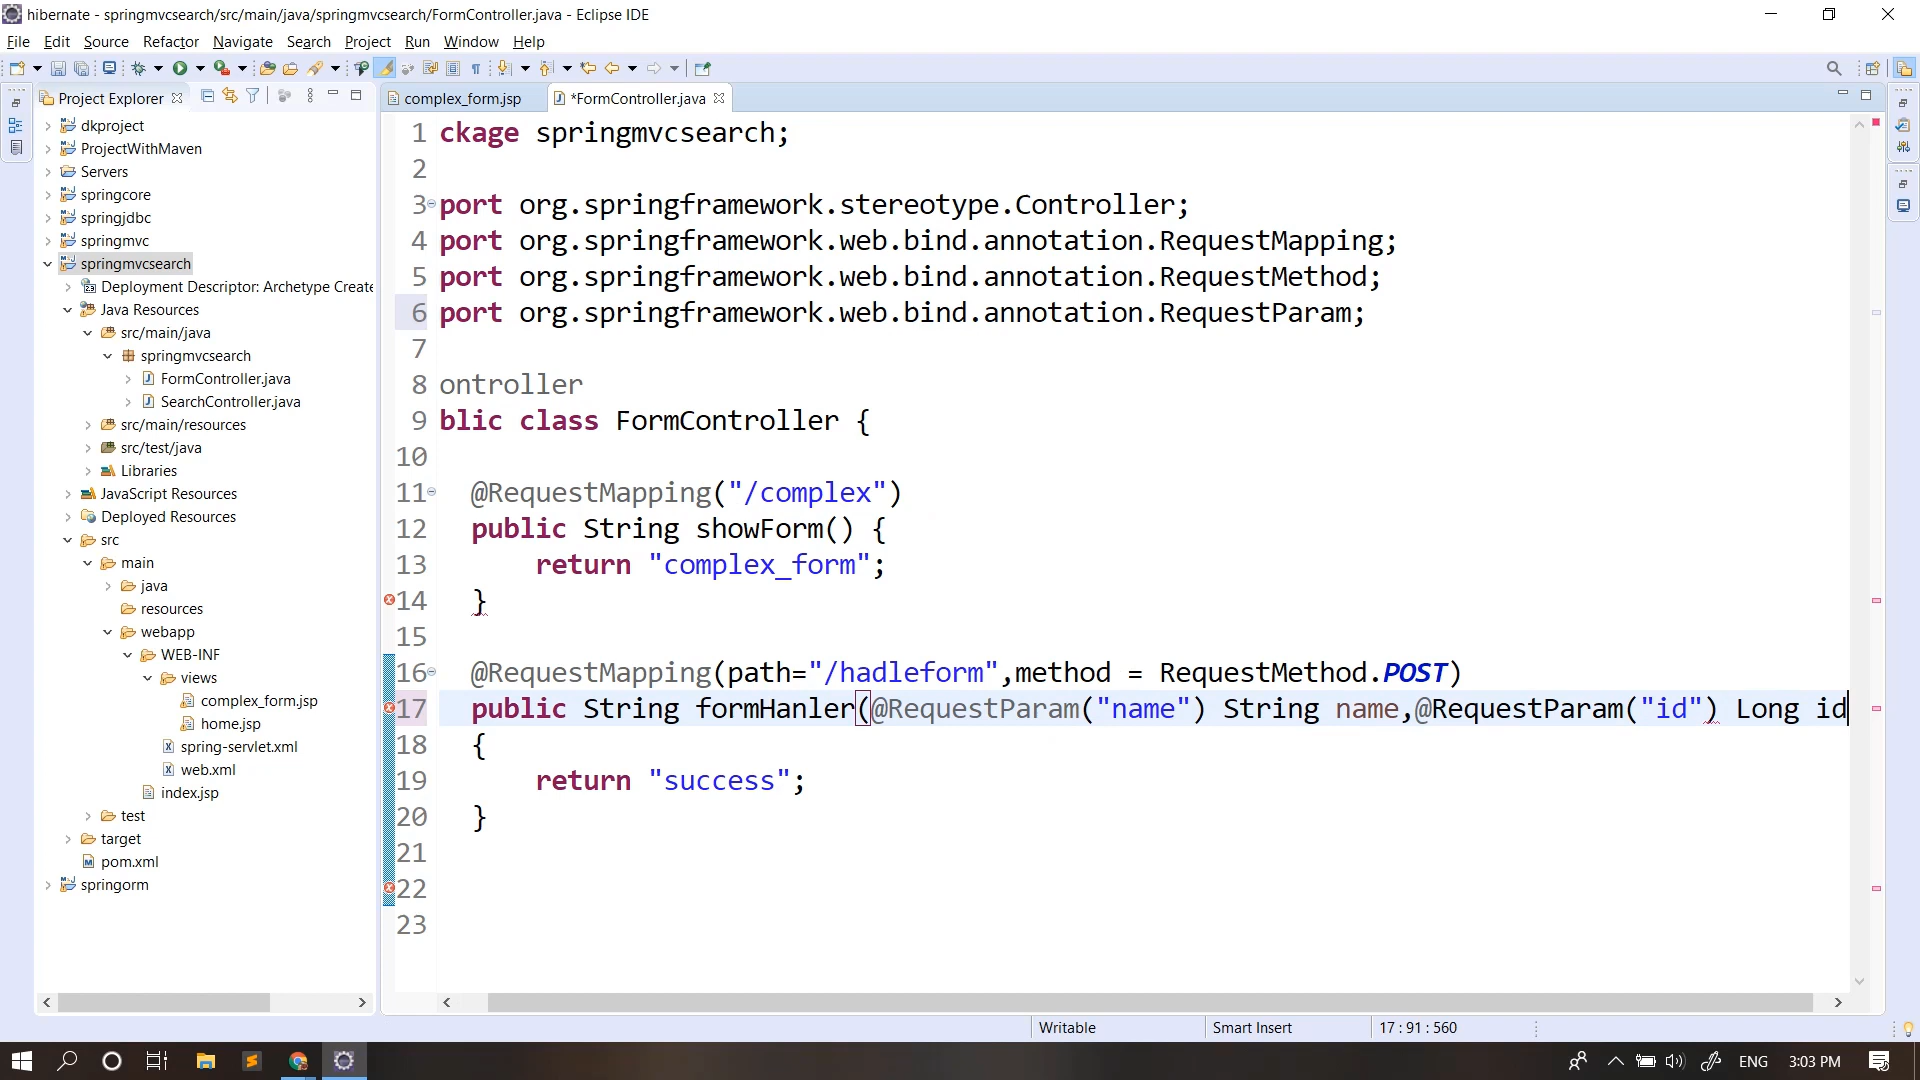 hibernate - springmvcsearch/src/main/java/springmvcsearch/FormController.java - Eclipse IDE
File Edit Source Refactor Navigate Search Project Run Window Help
Project Explorer
complex_form.jsp
*FormController.java
dkproject
ProjectWithMaven
Servers
springcore
springjdbc
springmvc
springmvcsearch
Deployment Descriptor: Archetype Create
Java Resources
src/main/java
springmvcsearch
FormController.java
SearchController.java
src/main/resources
src/test/java
Libraries
JavaScript Resources
Deployed Resources
src
main
java
resources
webapp
WEB-INF
views
complex_form.jsp
home.jsp
spring-servlet.xml
web.xml
index.jsp
test
target
pom.xml
springorm
1 ckage springmvcsearch;
2
3 port org.springframework.stereotype.Controller;
4 port org.springframework.web.bind.annotation.RequestMapping;
5 port org.springframework.web.bind.annotation.RequestMethod;
6 port org.springframework.web.bind.annotation.RequestParam;
7
8 ontroller
9 blic class FormController {
10
11 @RequestMapping("/complex")
12 public String showForm() {
13 return "complex_form";
14 }
15
16 @RequestMapping(path="/hadleform",method = RequestMethod.POST)
17 public String formHanler(@RequestParam("name") String name,@RequestParam("id") Long id
18 {
19 return "success";
20 }
21
22
23
Writable Smart Insert 17 : 91 : 560
ENG 3:03 PM